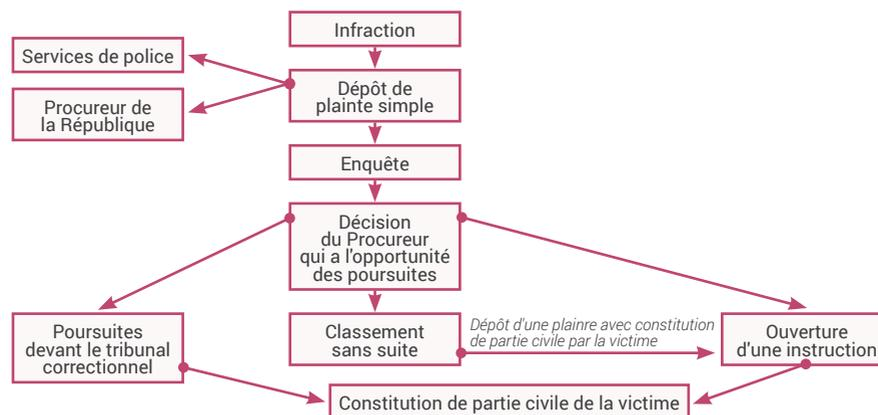 Infraction
Services de police
Procureur de
la République
Dépôt de
plainte simple
Enquête
Décision
du Procureur
qui a l'opportunité
des poursuites
Poursuites
devant le tribunal
correctionnel
Classement
sans suite
Dépôt d'une plainre avec constitution
de partie civile par la victime
Ouverture
d'une instruction
Constitution de partie civile de la victime